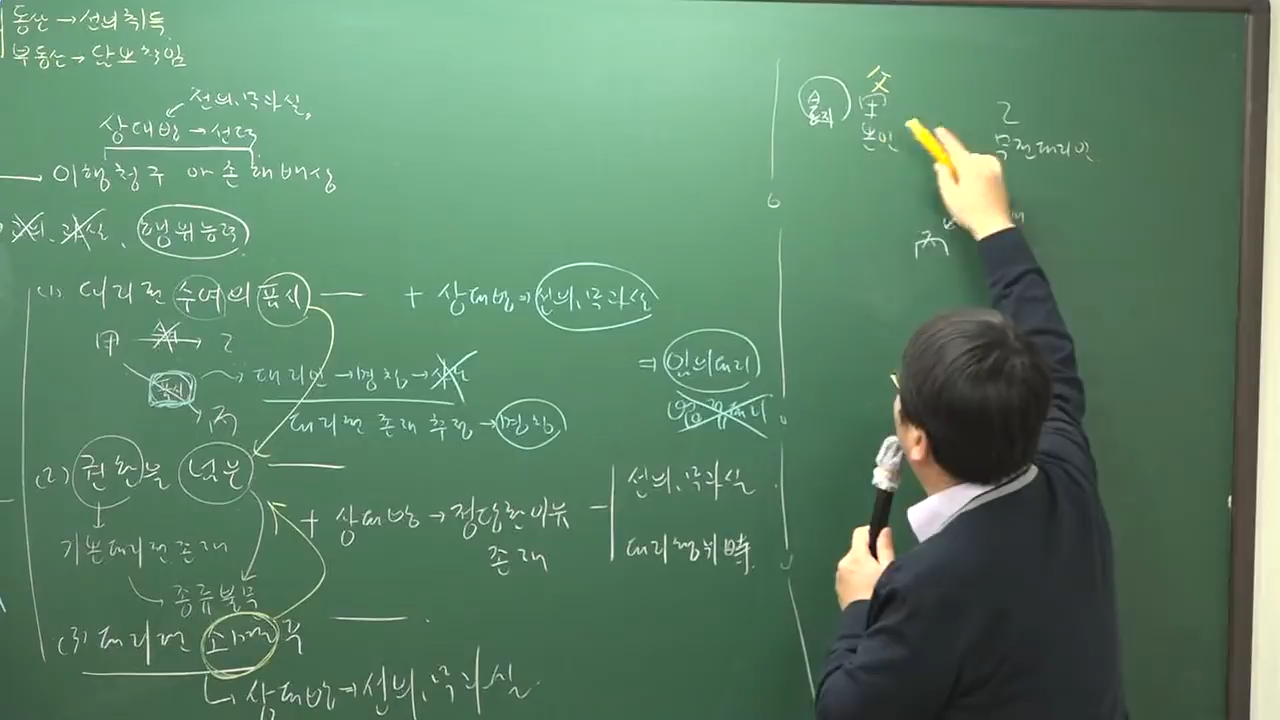 동산→선의취득
부동산→담보책임
선의.무과실,
상대방→선택
이행청구 or 손해배상
행위능력
(1) 대리권 수여의 표시 + 상대방⇒선의.무과실
甲 → 乙
표시 대리인→명칭→
丙 대리권 존재 추정→명칭
⇒임의대리
법정대리
(2) 권한을 넘은 + 상대방→정당한이유 존재
선의.무과실
대리행위時
기본대리권존재
종류불문
(3) 대리권 소멸후
상대방⇒선의.무과실
父
甲
본인
乙
무권대리인
丙